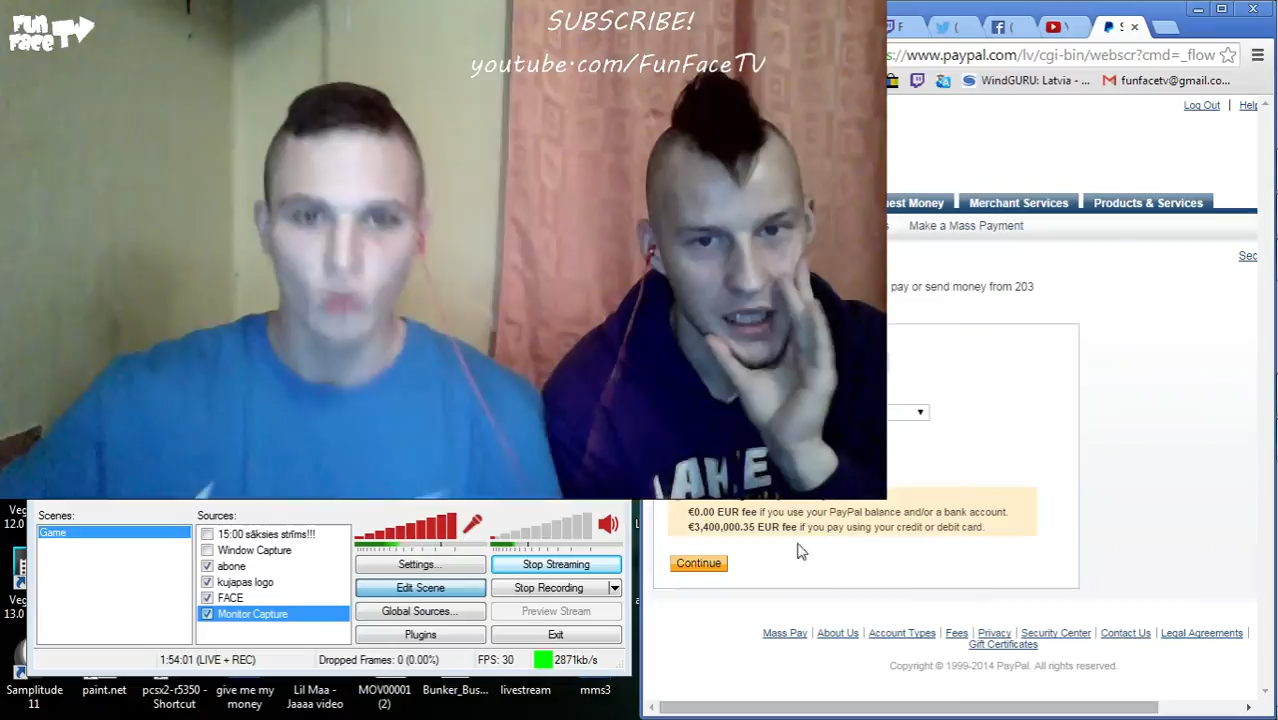 FUN FACE TV
SUBSCRIBE!
youtube.com/FunFaceTV
s://www.paypal.com/lv/cgi-bin/webscr?cmd=_flow
WindGURU: Latvia - ...
funfacetv@gmail.co...
Log Out
Help
uest Money
Merchant Services
Products & Services
Make a Mass Payment
Sec
pay or send money from 203
€0.00 EUR fee if you use your PayPal balance and/or a bank account.
€3,400,000.35 EUR fee if you pay using your credit or debit card.
Continue
Mass Pay
About Us
Account Types
Fees
Privacy
Security Center
Contact Us
Legal Agreements
Gift Certificates
Copyright © 1999-2014 PayPal. All rights reserved.
LAKE
Scenes:
Game
Sources:
15:00 sāksies strīms!!!
Window Capture
abone
kujapas logo
FACE
Monitor Capture
Settings...
Stop Streaming
Edit Scene
Stop Recording
Global Sources...
Preview Stream
Plugins
Exit
1:54:01 (LIVE + REC)
Dropped Frames: 0 (0.00%)
FPS: 30
2871kb/s
Veg
12.0
Veg
13.0
Samplitude
11
paint.net
pcsx2-r5350 -
Shortcut
give me my
money
Lil Maa -
Jaaaa video
MOV00001
(2)
Bunker_Bus...
livestream
mms3